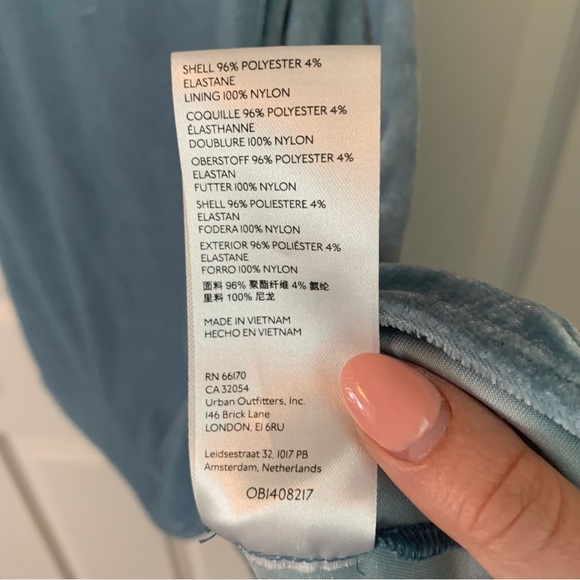 SHELL 96% POLYESTER 4%
ELASTANE
LINING 100% NYLON
COQUILLE 96% POLYESTER 4%
ÉLASTHANNE
DOUBLURE 100% NYLON
OBERSTOFF 96% POLYESTER 4%
ELASTAN
FUTTER 100% NYLON
SHELL 96% POLIESTERE 4%
ELASTAN
FODERA 100% NYLON
EXTERIOR 96% POLIÉSTER 4%
ELASTANE
FORRO 100% NYLON
面料 96% 聚酯纤维 4% 氨纶
里料 100% 尼龙
MADE IN VIETNAM
HECHO EN VIETNAM
RN 66170
CA 32054
Urban Outfitters, Inc.
146 Brick Lane
LONDON, E1 6RU
Leidsestraat 32, 1017 PB
Amsterdam, Netherlands
OB1408217